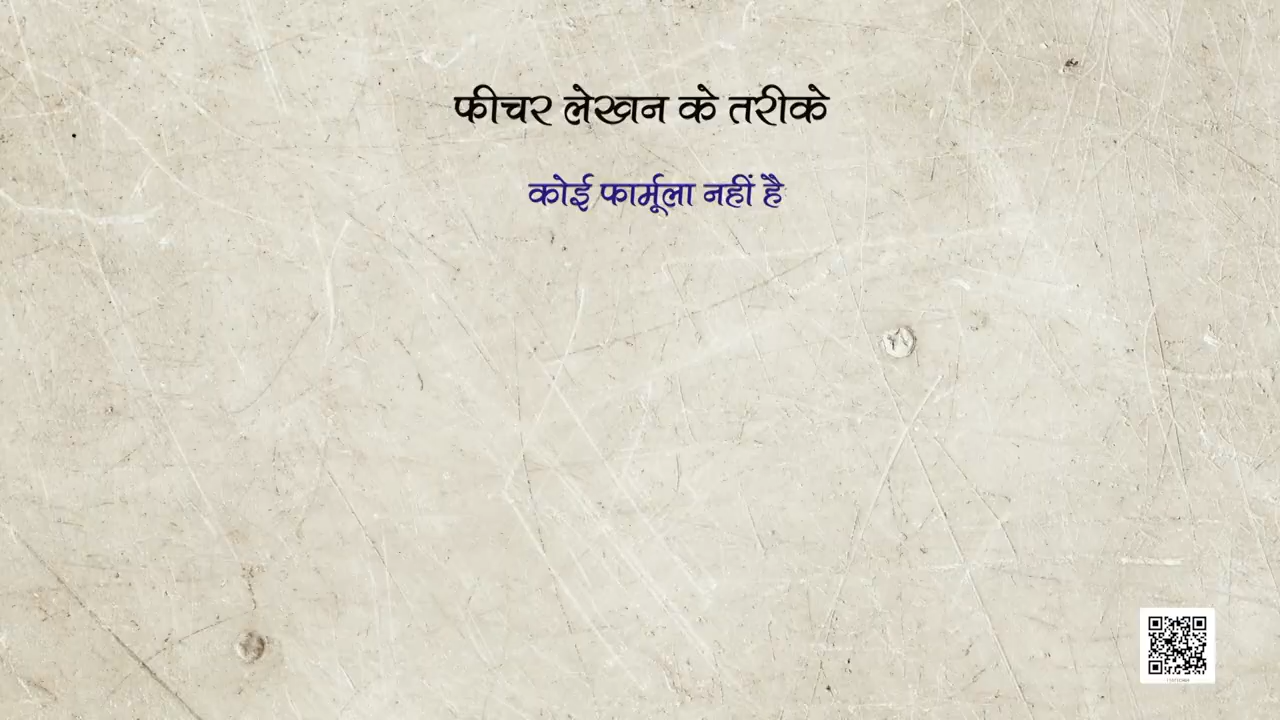 फीचर लेखन के तरीके
कोई फार्मूला नहीं है